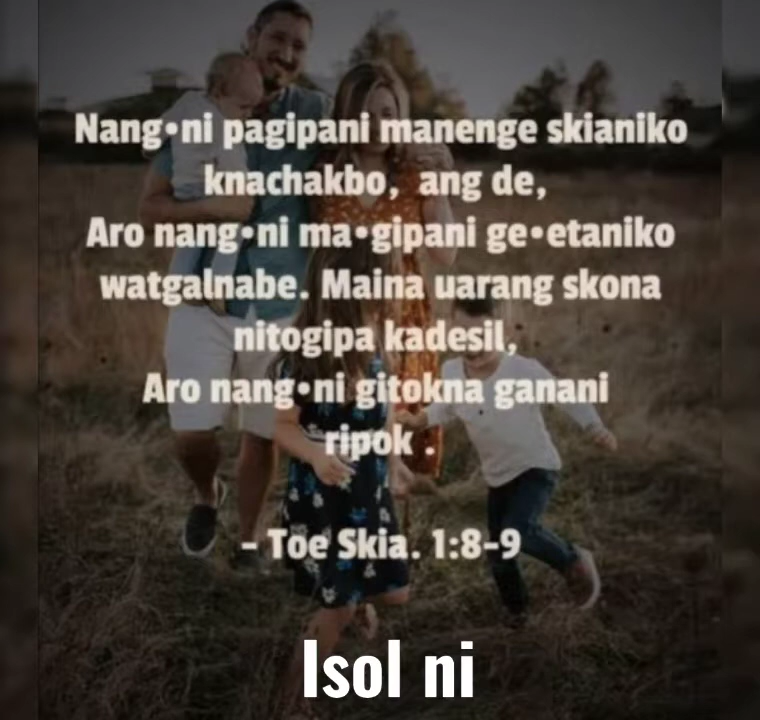 Nang•ni pagipani manenge skianiko
knachakbo, ang de,
Aro nang•ni ma•gipani ge•etaniko
watgalnabe. Maina uarang skona
nitogipa kadesil,
Aro nang•ni gitokna ganani
ripok .
- Toe Skia. 1:8-9
Isol ni